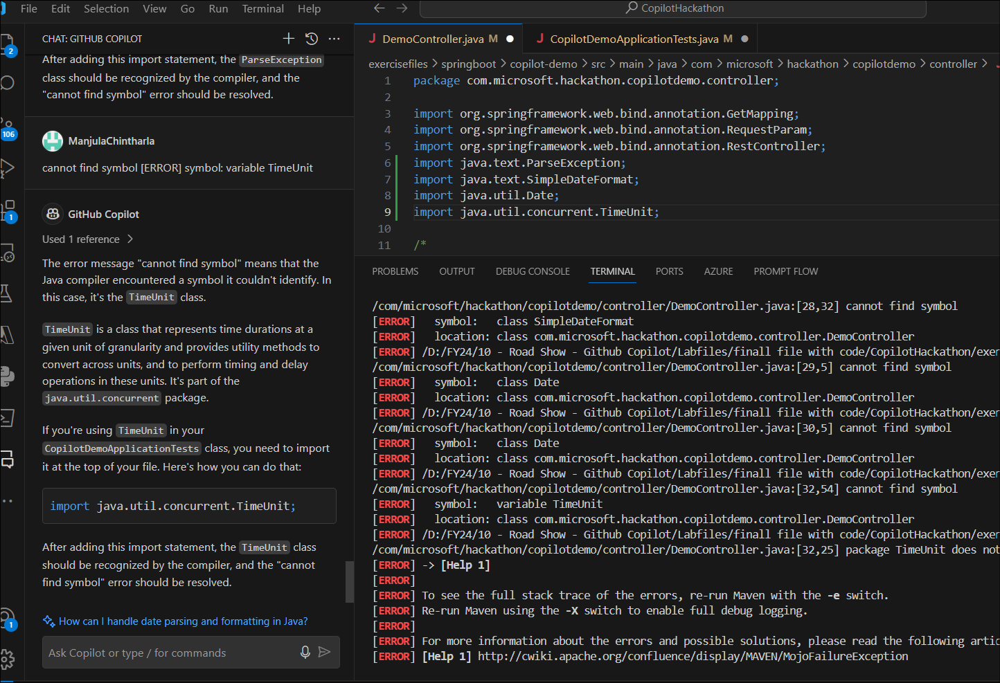 File Edit Selection View Go Run Terminal Help
CopilotHackathon
2
106
1
1
CHAT: GITHUB COPILOT
After adding this import statement, the ParseException
class should be recognized by the compiler, and the
"cannot find symbol" error should be resolved.
ManjulaChintharla
cannot find symbol [ERROR] symbol: variable TimeUnit
GitHub Copilot
Used 1 reference
The error message "cannot find symbol" means that the
Java compiler encountered a symbol it couldn't identify. In
this case, it's the TimeUnit class.
TimeUnit is a class that represents time durations at a
given unit of granularity and provides utility methods to
convert across units, and to perform timing and delay
operations in these units. It's part of the
java.util.concurrent package.
If you're using TimeUnit in your
CopilotDemoApplicationTests class, you need to import
it at the top of your file. Here's how you can do that:
import java.util.concurrent.TimeUnit;
After adding this import statement, the TimeUnit class
should be recognized by the compiler, and the "cannot
find symbol" error should be resolved.
How can I handle date parsing and formatting in Java?
Ask Copilot or type / for commands
J DemoController.java M
J CopilotDemoApplicationTests.java M
exercisefiles > springboot > copilot-demo > src > main > java > com > microsoft > hackathon > copilotdemo > controller >
1 package com.microsoft.hackathon.copilotdemo.controller;
2
3 import org.springframework.web.bind.annotation.GetMapping;
4 import org.springframework.web.bind.annotation.RequestParam;
5 import org.springframework.web.bind.annotation.RestController;
6 import java.text.ParseException;
7 import java.text.SimpleDateFormat;
8 import java.util.Date;
9 import java.util.concurrent.TimeUnit;
10
11 /*
PROBLEMS OUTPUT DEBUG CONSOLE TERMINAL PORTS AZURE PROMPT FLOW
/com/microsoft/hackathon/copilotdemo/controller/DemoController.java:[28,32] cannot find symbol
[ERROR] symbol: class SimpleDateFormat
[ERROR] location: class com.microsoft.hackathon.copilotdemo.controller.DemoController
[ERROR] /D:/FY24/10 - Road Show - Github Copilot/Labfiles/finall file with code/CopilotHackathon/exer
/com/microsoft/hackathon/copilotdemo/controller/DemoController.java:[29,5] cannot find symbol
[ERROR] symbol: class Date
[ERROR] location: class com.microsoft.hackathon.copilotdemo.controller.DemoController
[ERROR] /D:/FY24/10 - Road Show - Github Copilot/Labfiles/finall file with code/CopilotHackathon/exer
/com/microsoft/hackathon/copilotdemo/controller/DemoController.java:[30,5] cannot find symbol
[ERROR] symbol: class Date
[ERROR] location: class com.microsoft.hackathon.copilotdemo.controller.DemoController
[ERROR] /D:/FY24/10 - Road Show - Github Copilot/Labfiles/finall file with code/CopilotHackathon/exer
/com/microsoft/hackathon/copilotdemo/controller/DemoController.java:[32,54] cannot find symbol
[ERROR] symbol: variable TimeUnit
[ERROR] location: class com.microsoft.hackathon.copilotdemo.controller.DemoController
[ERROR] /D:/FY24/10 - Road Show - Github Copilot/Labfiles/finall file with code/CopilotHackathon/exer
/com/microsoft/hackathon/copilotdemo/controller/DemoController.java:[32,25] package TimeUnit does not
[ERROR] -> [Help 1]
[ERROR]
[ERROR] To see the full stack trace of the errors, re-run Maven with the -e switch.
[ERROR] Re-run Maven using the -X switch to enable full debug logging.
[ERROR]
[ERROR] For more information about the errors and possible solutions, please read the following artic
[ERROR] [Help 1] http://cwiki.apache.org/confluence/display/MAVEN/MojoFailureException